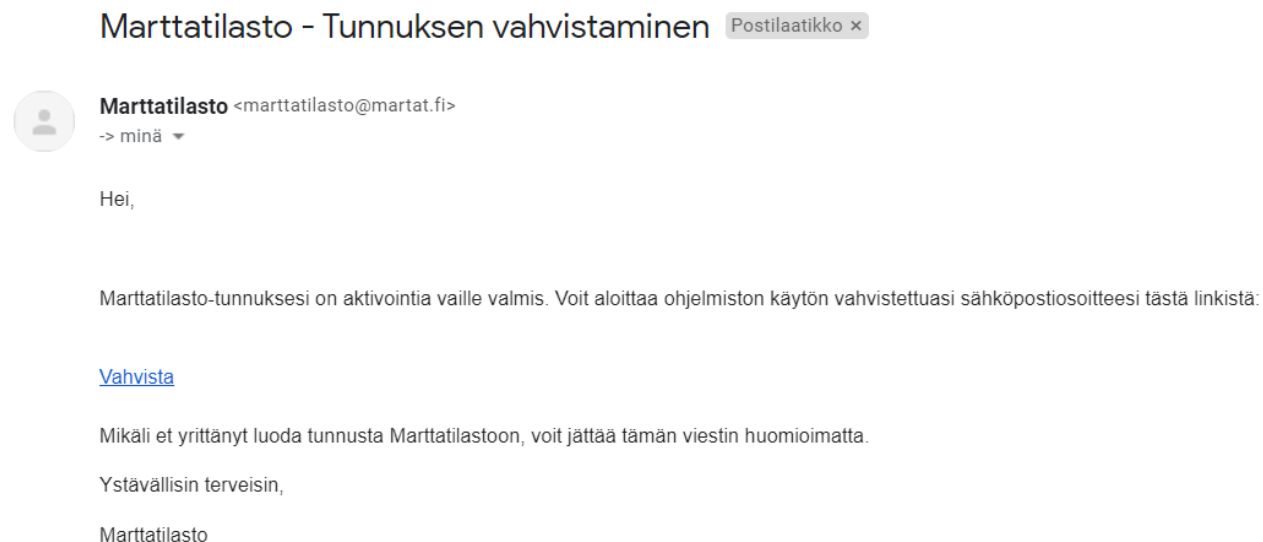 Marttatilasto - Tunnuksen vahvistaminen Postilaatikko ×
Marttatilasto <marttatilasto@martat.fi>
-> minä
Hei,
Marttatilasto-tunnuksesi on aktivointia vaille valmis. Voit aloittaa ohjelmiston käytön vahvistettuasi sähköpostiosoitteesi tästä linkistä:
Vahvista
Mikäli et yrittänyt luoda tunnusta Marttatilastoon, voit jättää tämän viestin huomioimatta.
Ystävällisin terveisin,
Marttatilasto